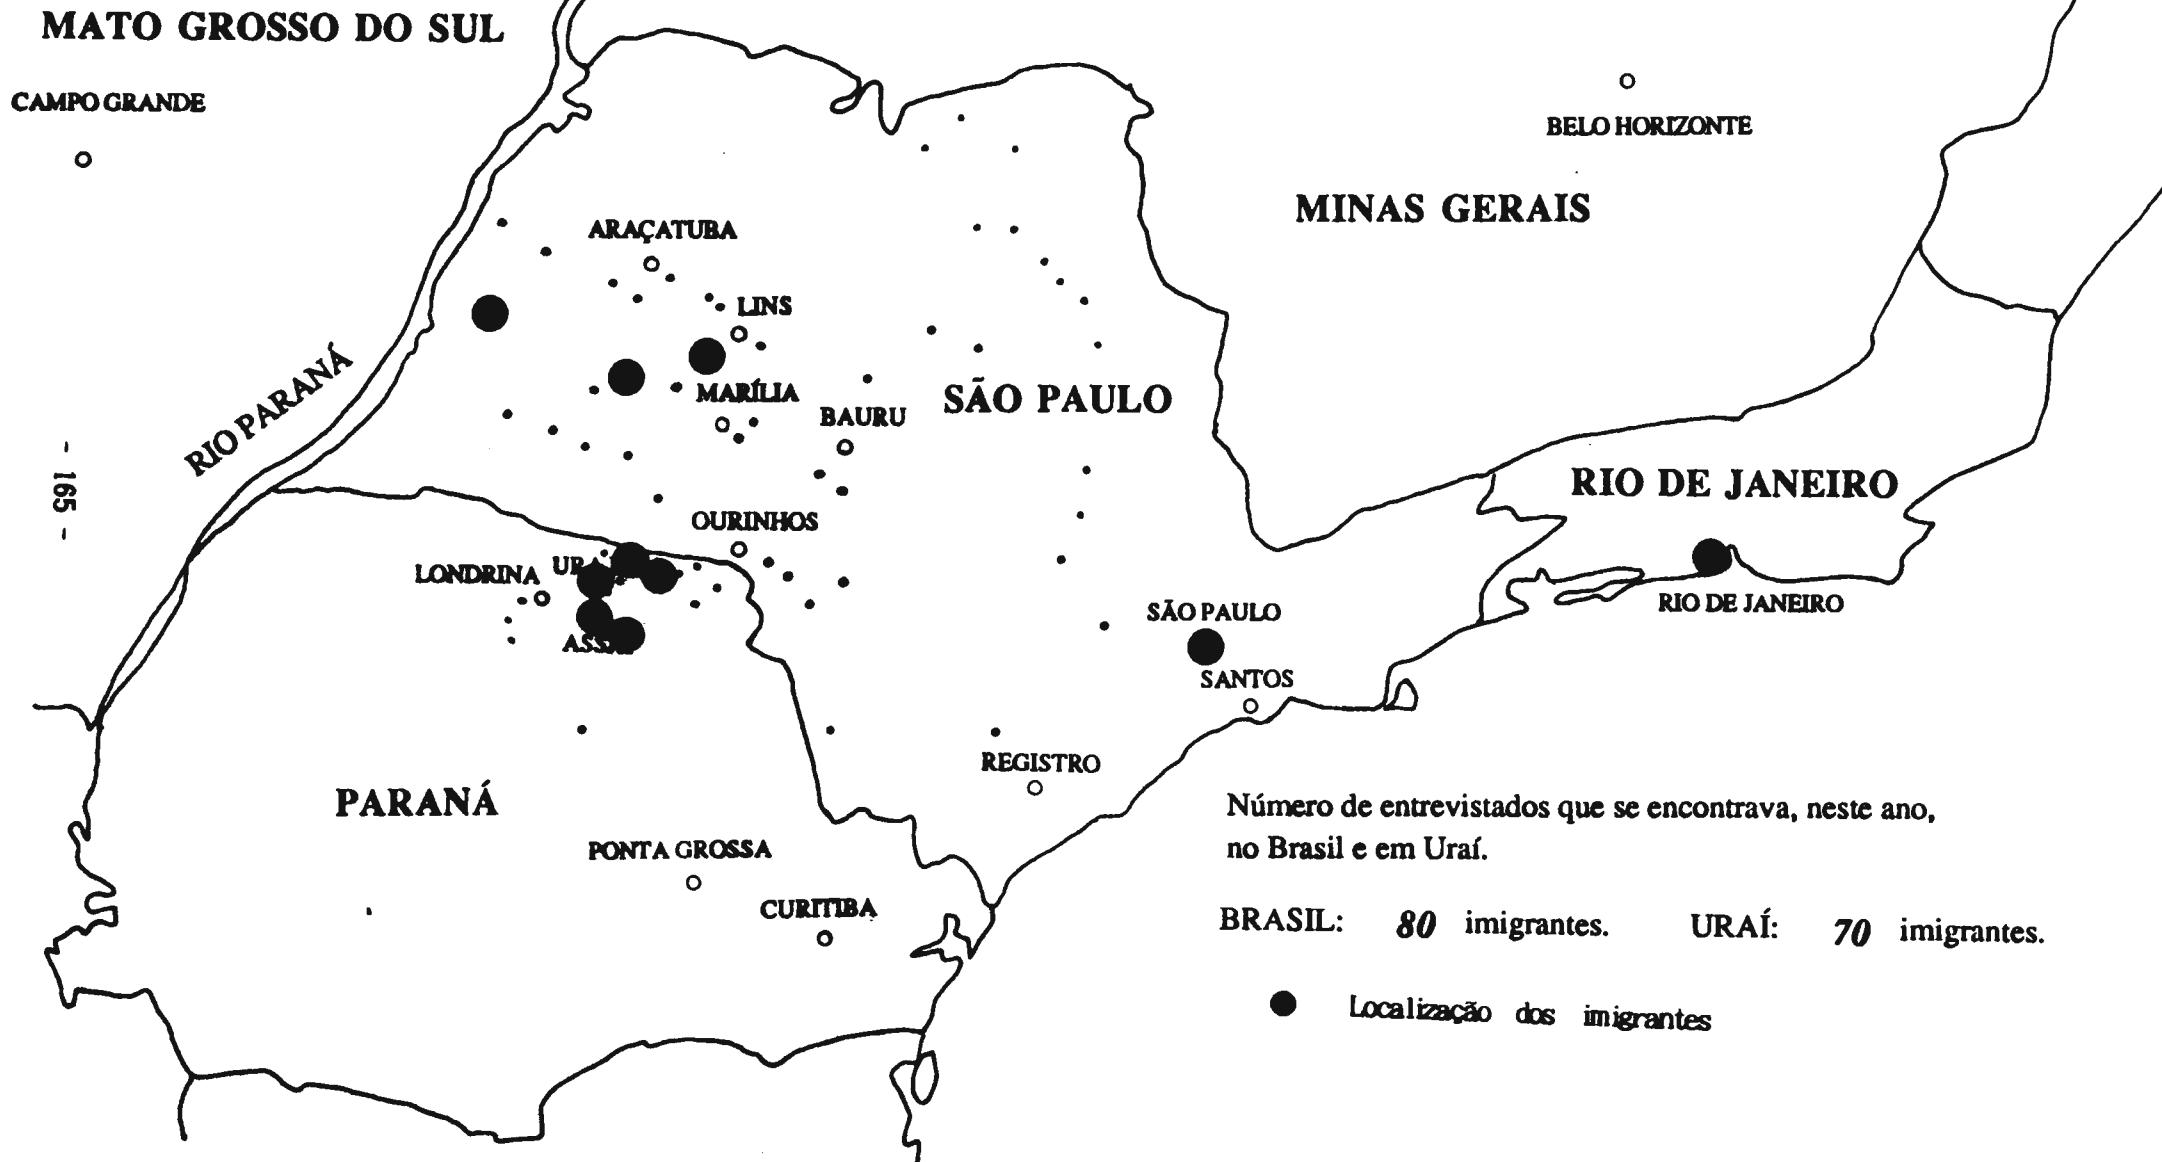 MATO GROSSO DO SUL
CAMPO GRANDE
BELO HORIZONTE
MINAS GERAIS
ARAÇATUBA
LINS
RIO PARANÁ
MARÍLIA
BAURU
SÃO PAULO
- 165 -
RIO DE JANEIRO
OURINHOS
LONDRINA
RIO DE JANEIRO
SÃO PAULO
SANTOS
REGISTRO
PARANÁ
Número de entrevistados que se encontrava, neste ano,
no Brasil e em Uraí.
PONTA GROSSA
CURITIBA
BRASIL: 80 imigrantes. URAÍ: 70 imigrantes.
Localização dos imigrantes